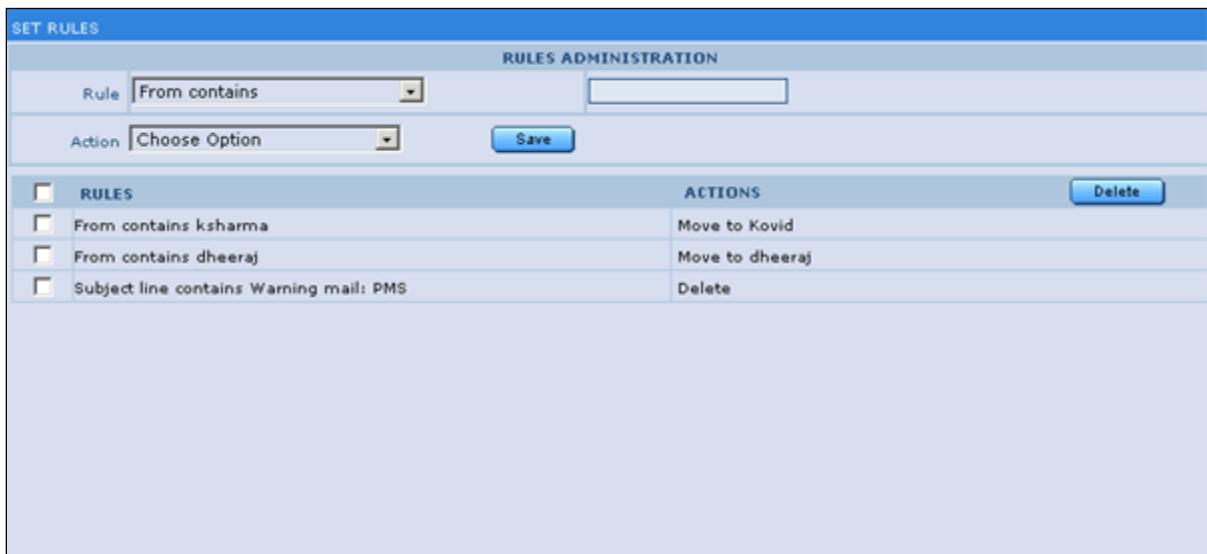 SET RULES
RULES ADMINISTRATION
Rule From contains
Action Choose Option Save
RULES ACTIONS Delete
From contains ksharma Move to Kovid
From contains dheeraj Move to dheeraj
Subject line contains Warning mail: PMS Delete